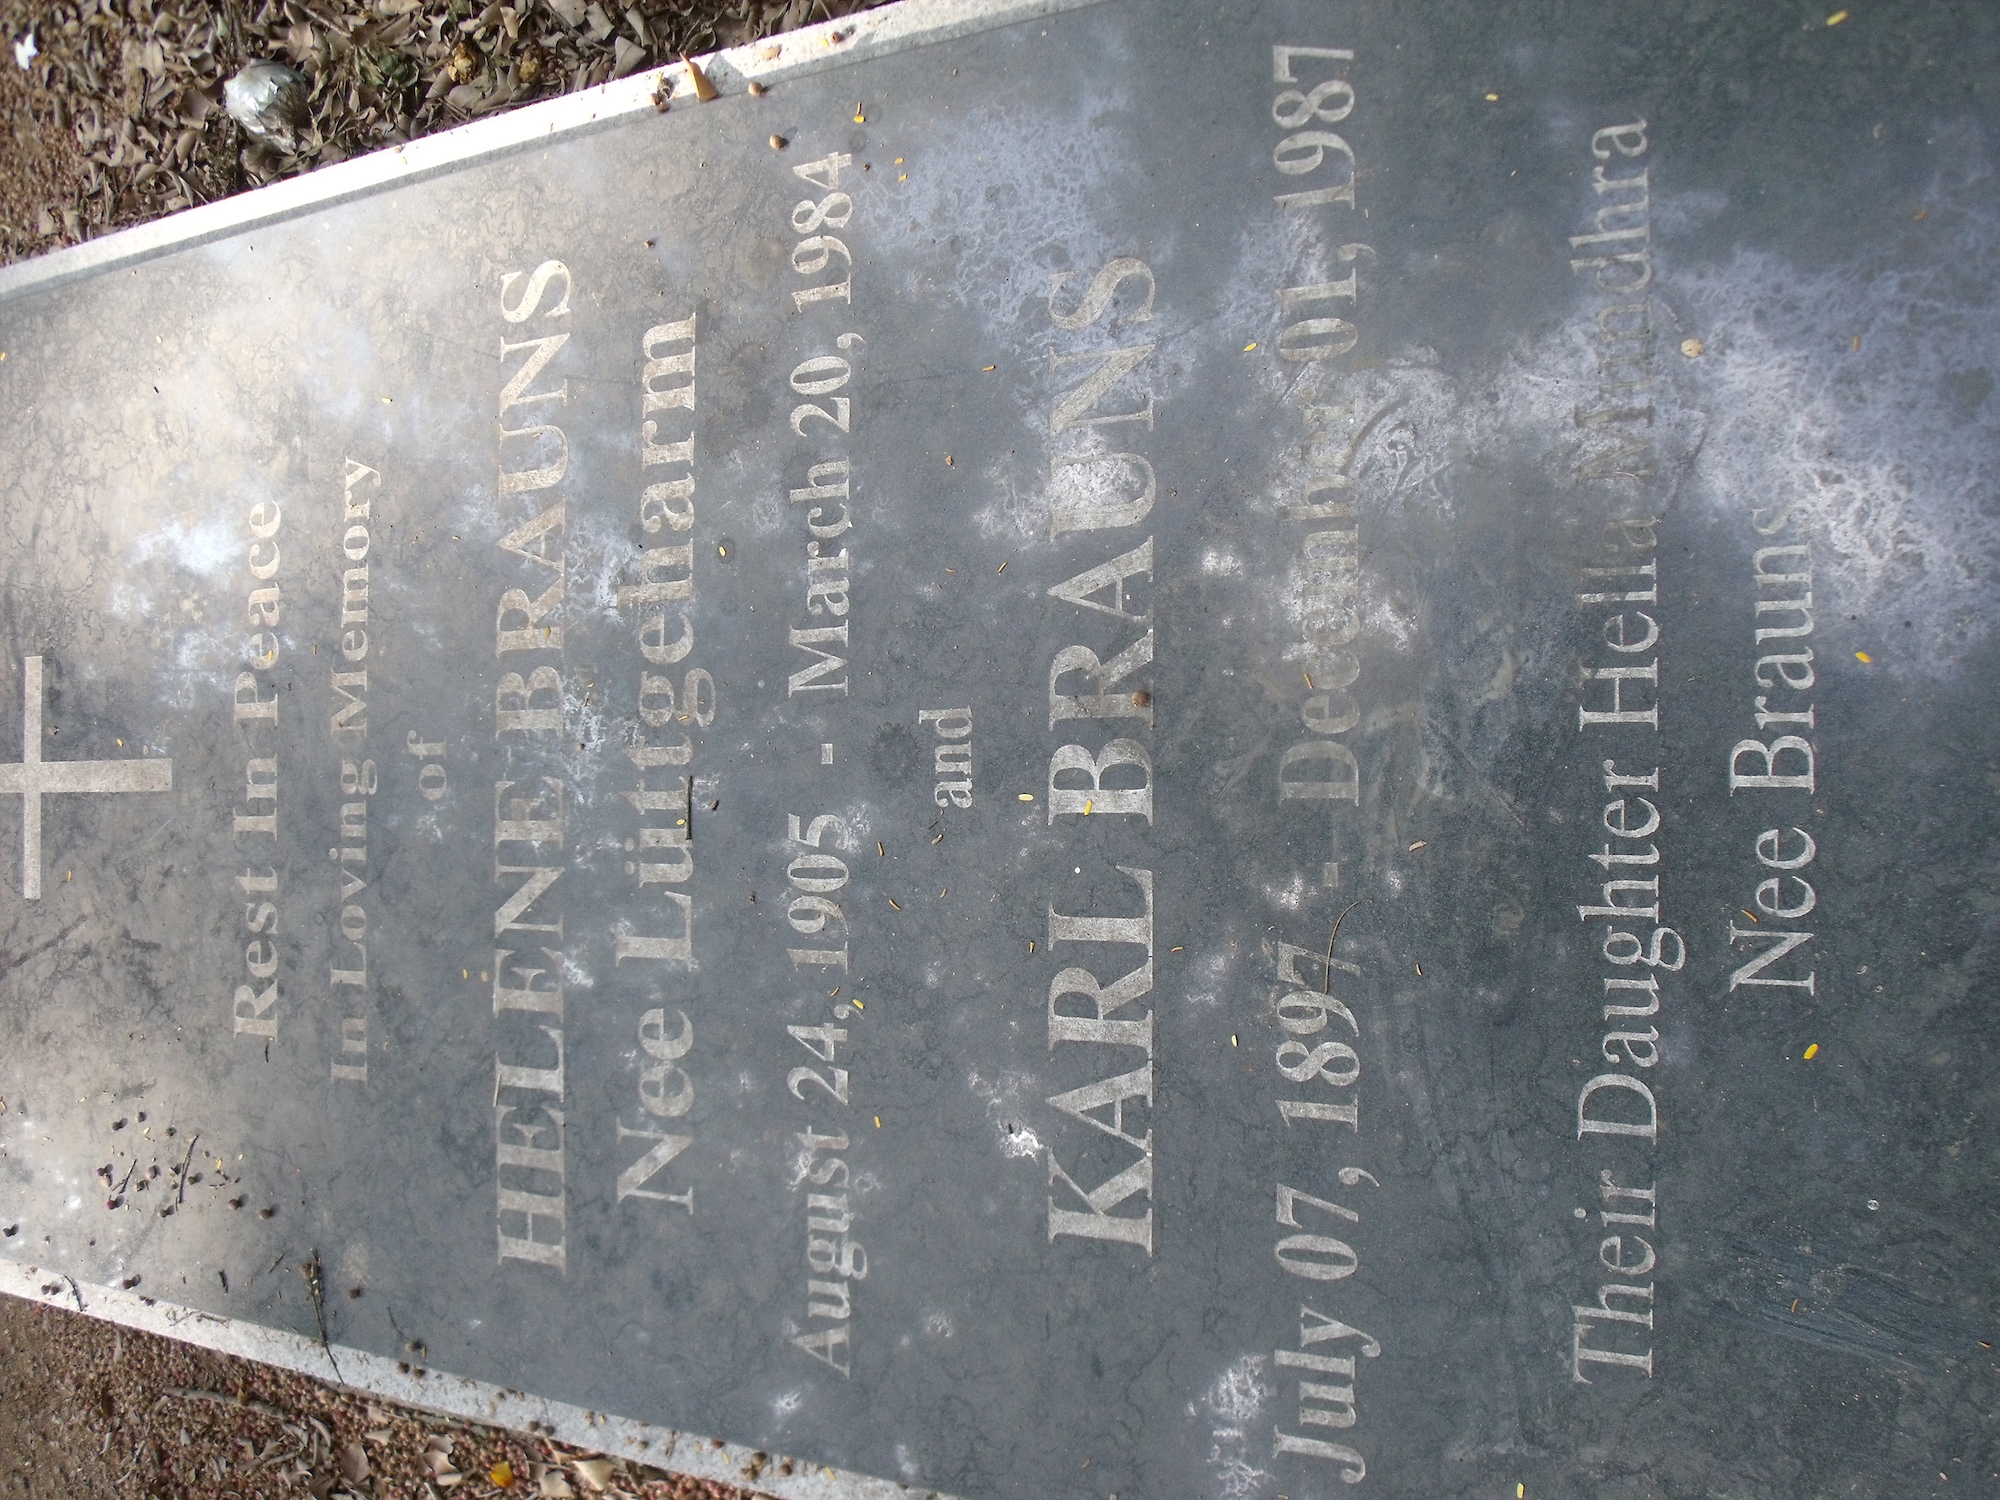 Rest In Peace
In Loving Memory
of
HELENE BRAUNS
Nee Lüttgeharm
August 24, 1905 - March 20, 1984
and
KARL BRAUNS
July 07, 1897 - December 01, 1987
Their Daughter Hella Mundhra
Nee Brauns